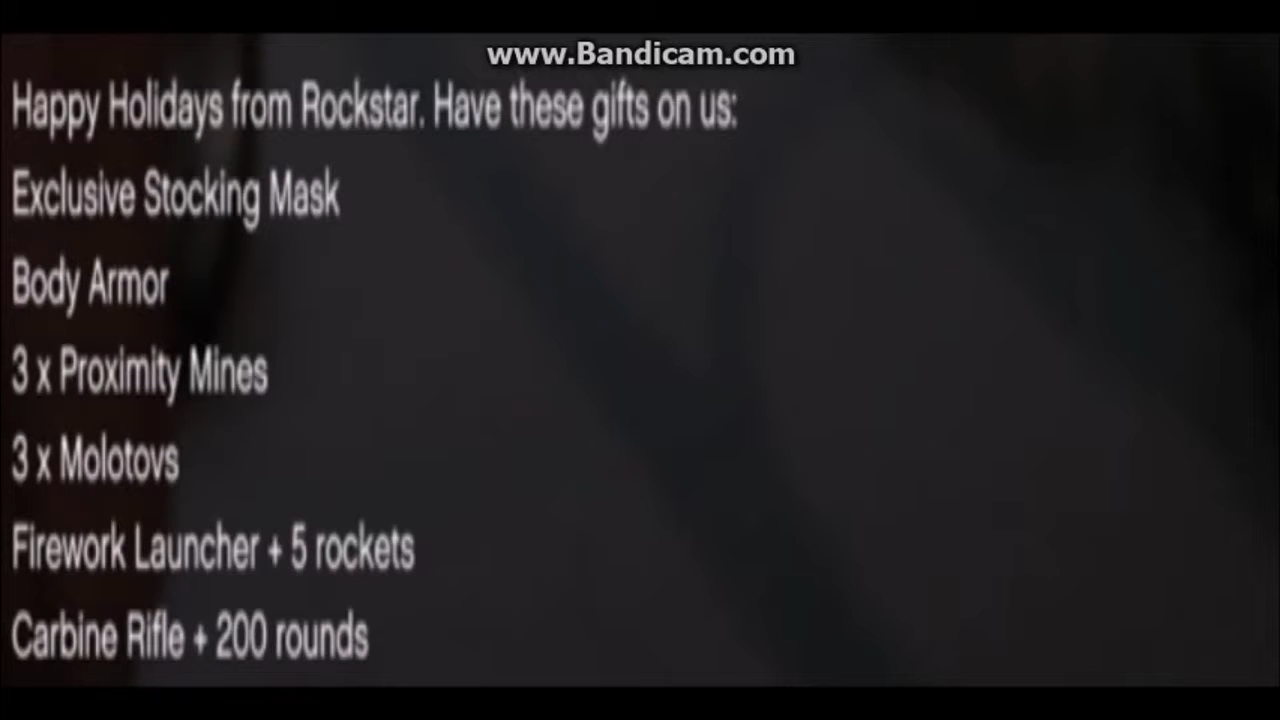 www.Bandicam.com
Happy Holidays from Rockstar. Have these gifts on us:
Exclusive Stocking Mask
Body Armor
3 x Proximity Mines
3 x Molotovs
Firework Launcher + 5 rockets
Carbine Rifle + 200 rounds